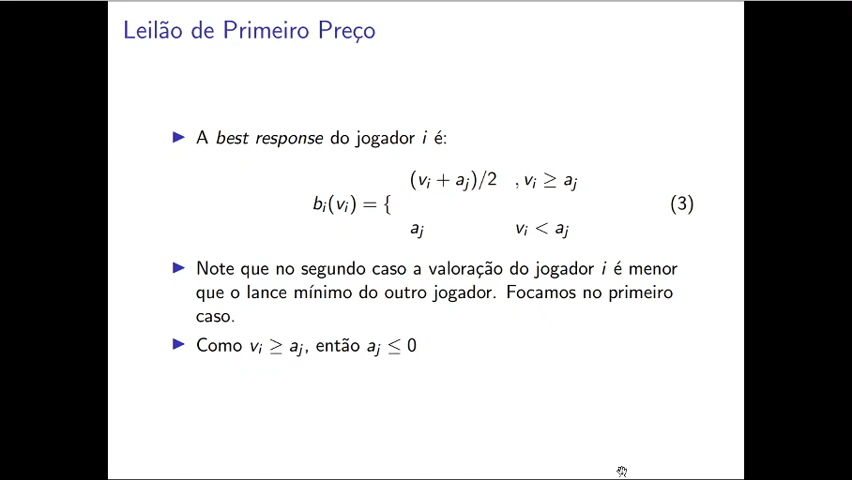 Leilão de Primeiro Preço
▶ A best response do jogador i é:
(vᵢ + aⱼ)/2 , vᵢ ≥ aⱼ
bᵢ(vᵢ) = { (3)
aⱼ vᵢ < aⱼ
▶ Note que no segundo caso a valoração do jogador i é menor
que o lance mínimo do outro jogador. Focamos no primeiro
caso.
▶ Como vᵢ ≥ aⱼ, então aⱼ ≤ 0